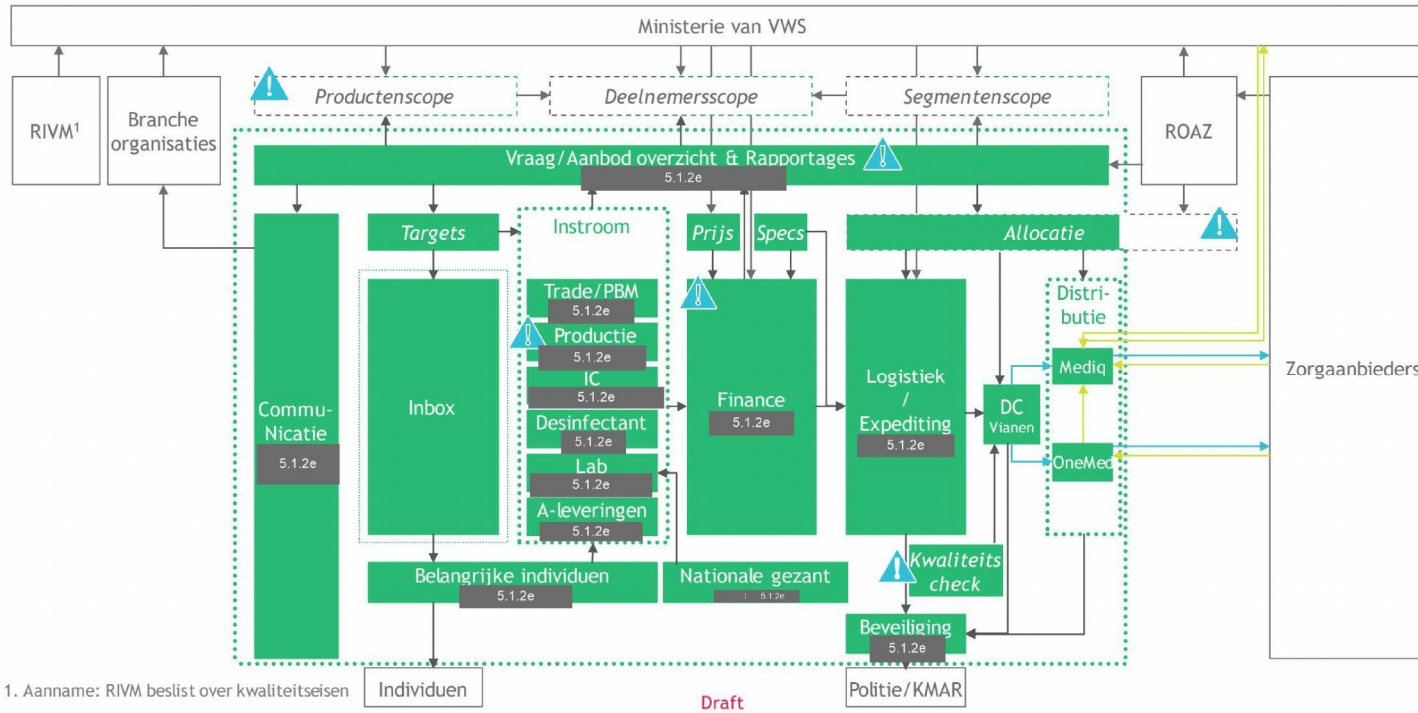 Ministerie van VWS
RIVM¹
Branche
organisaties
!
Productenscope
Deelnemersscope
Segmentenscope
ROAZ
Vraag/Aanbod overzicht & Rapportages
!
5.1.2e
Targets
Instroom
Prijs
Specs
Allocatie
!
Commu-
Nicatie
5.1.2e
Inbox
Trade/PBM
5.1.2e
!
Productie
5.1.2e
IC
5.1.2e
Desinfectant
5.1.2e
Lab
5.1.2e
A-leveringen
5.1.2e
!
Finance
5.1.2e
Logistiek
/
Expediting
5.1.2e
DC
Vianen
Distri-
butie
Mediq
OneMed
Zorgaanbieders
Belangrijke individuen
5.1.2e
Nationale gezant
5.1.2e
!
Kwaliteits
check
Beveiliging
5.1.2e
1. Aanname: RIVM beslist over kwaliteitseisen
Individuen
Draft
Politie/KMAR